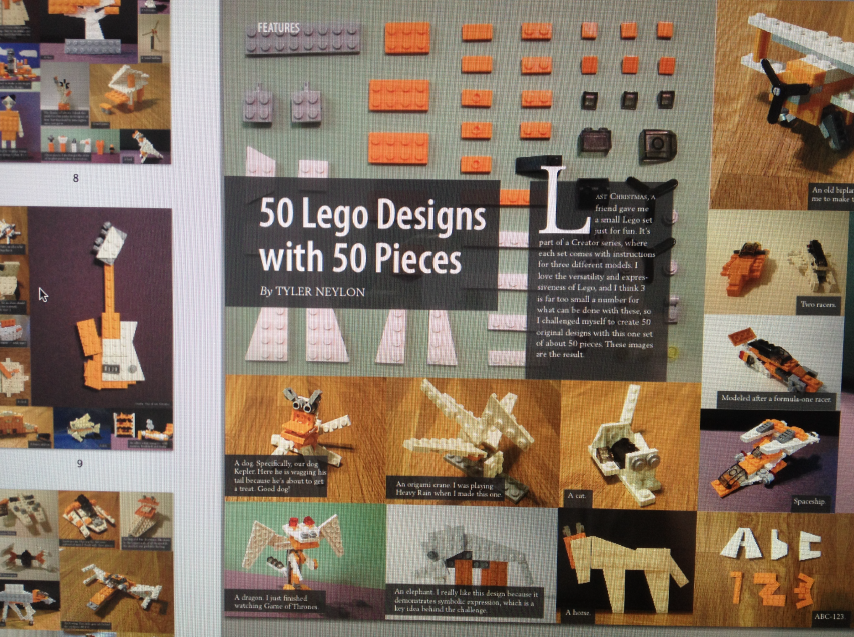 FEATURES
50 Lego Designs
with 50 Pieces
By TYLER NEYLON
LAST CHRISTMAS, A
friend gave me
a small Lego set
just for fun. It's
part of a Creator series, where
each set comes with instructions
for three different models. I
love the versatility and expres-
siveness of Lego, and I think 3
is far too small a number for
what can be done with these, so
I challenged myself to create 50
original designs with this one set
of about 50 pieces. These images
are the result.
An old biplan
me to make t
Two racers.
Modeled after a formula-one racer.
Spaceship
A dog. Specifically, our dog
Kepler. Here he is wagging his
tail because he's about to get
a treat. Good dog!
An origami crane. I was playing
Heavy Rain when I made this one.
A cat.
A dragon. I just finished
watching Game of Thrones.
An elephant. I really like this design because it
demonstrates symbolic expression, which is a
key idea behind the challenge.
A horse.
A b c
1 2 3
ABC-123.
8
9